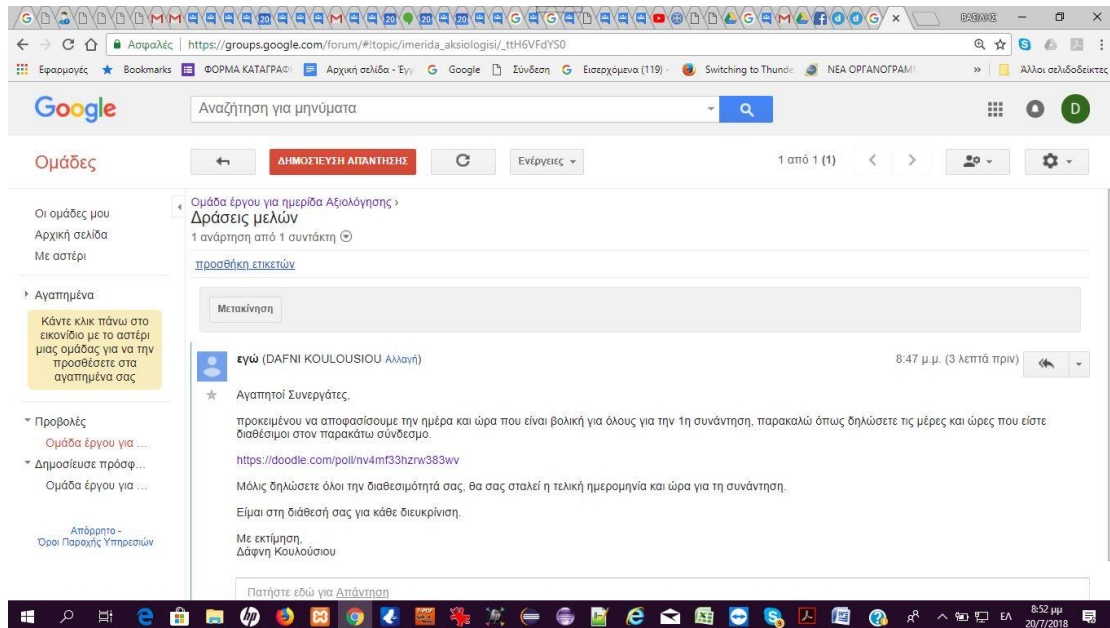 Ασφαλές | https://groups.google.com/forum/#!topic/imerida_aksiologisi/_ttH6VFdYS0
Εφαρμογές Bookmarks ΦΟΡΜΑ ΚΑΤΑΓΡΑΦ Αρχική σελίδα - Έγγ Google Σύνδεση Εισερχόμενα (119) - Switching to Thunde ΝΕΑ ΟΡΓΑΝΟΓΡΑΜ » Άλλοι σελιδοδείκτες
Google Αναζήτηση για μηνύματα D
Ομάδες ΔΗΜΟΣΙΕΥΣΗ ΑΠΑΝΤΗΣΗΣ Ενέργειες 1 από 1 (1)
Οι ομάδες μου
Αρχική σελίδα
Με αστέρι
Αγαπημένα
Κάντε κλικ πάνω στο
εικονίδιο με το αστέρι
μιας ομάδας για να την
προσθέσετε στα
αγαπημένα σας
Προβολές
Ομάδα έργου για ...
Δημοσίευσε πρόσφ...
Ομάδα έργου για ...
Απόρρητο -
Όροι Παροχής Υπηρεσιών
Ομάδα έργου για ημερίδα Αξιολόγησης ›
Δράσεις μελών
1 ανάρτηση από 1 συντάκτη
προσθήκη ετικετών
Μετακίνηση
εγώ (DAFNI KOULOUSIOU Αλλαγή) 8:47 μ.μ. (3 λεπτά πριν)
Αγαπητοί Συνεργάτες,
προκειμένου να αποφασίσουμε την ημέρα και ώρα που είναι βολική για όλους για την 1η συνάντηση, παρακαλώ όπως δηλώσετε τις μέρες και ώρες που είστε
διαθέσιμοι στον παρακάτω σύνδεσμο.
https://doodle.com/poll/nv4mf33hzrw383wv
Μόλις δηλώσετε όλοι την διαθεσιμότητά σας, θα σας σταλεί η τελική ημερομηνία και ώρα για τη συνάντηση.
Είμαι στη διάθεσή σας για κάθε διευκρίνιση.
Με εκτίμηση,
Δάφνη Κουλούσιου
Πατήστε εδώ για Απάντηση
ΕΛ 8:52 μμ
20/7/2018